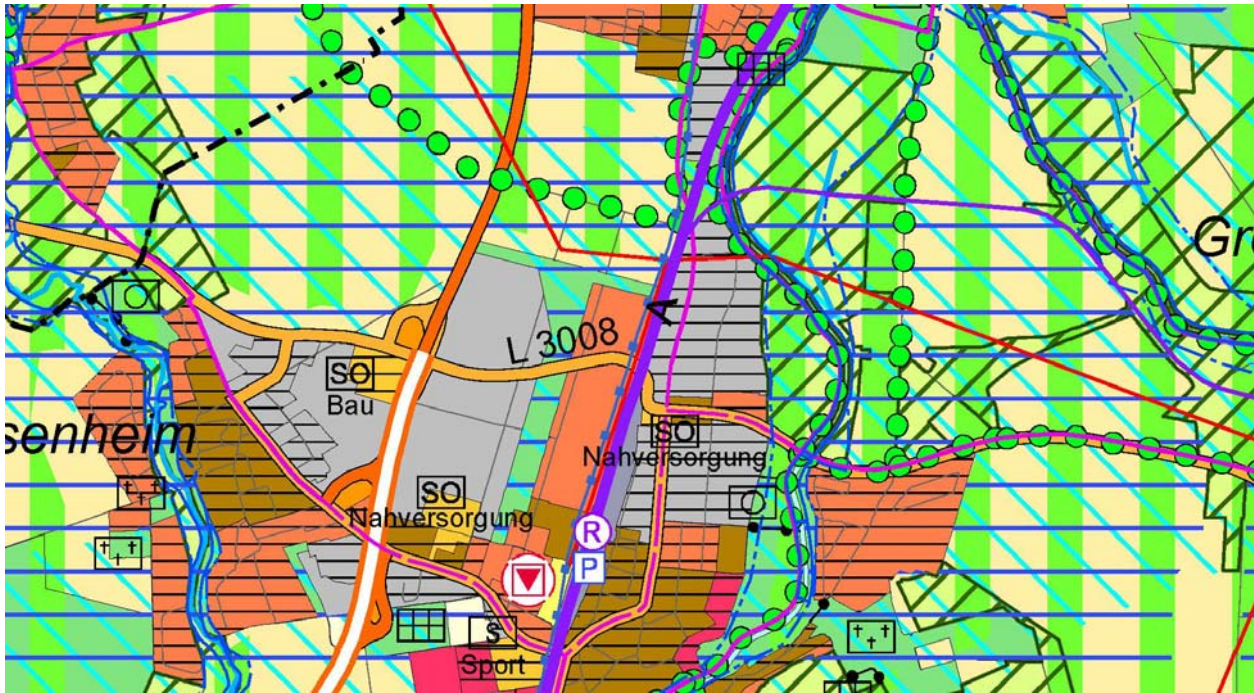 Gr
A
L 3008
SO
Bau
senheim
SO
Nahversorgung
SO
Nahversorgung
R
P
S
Sport